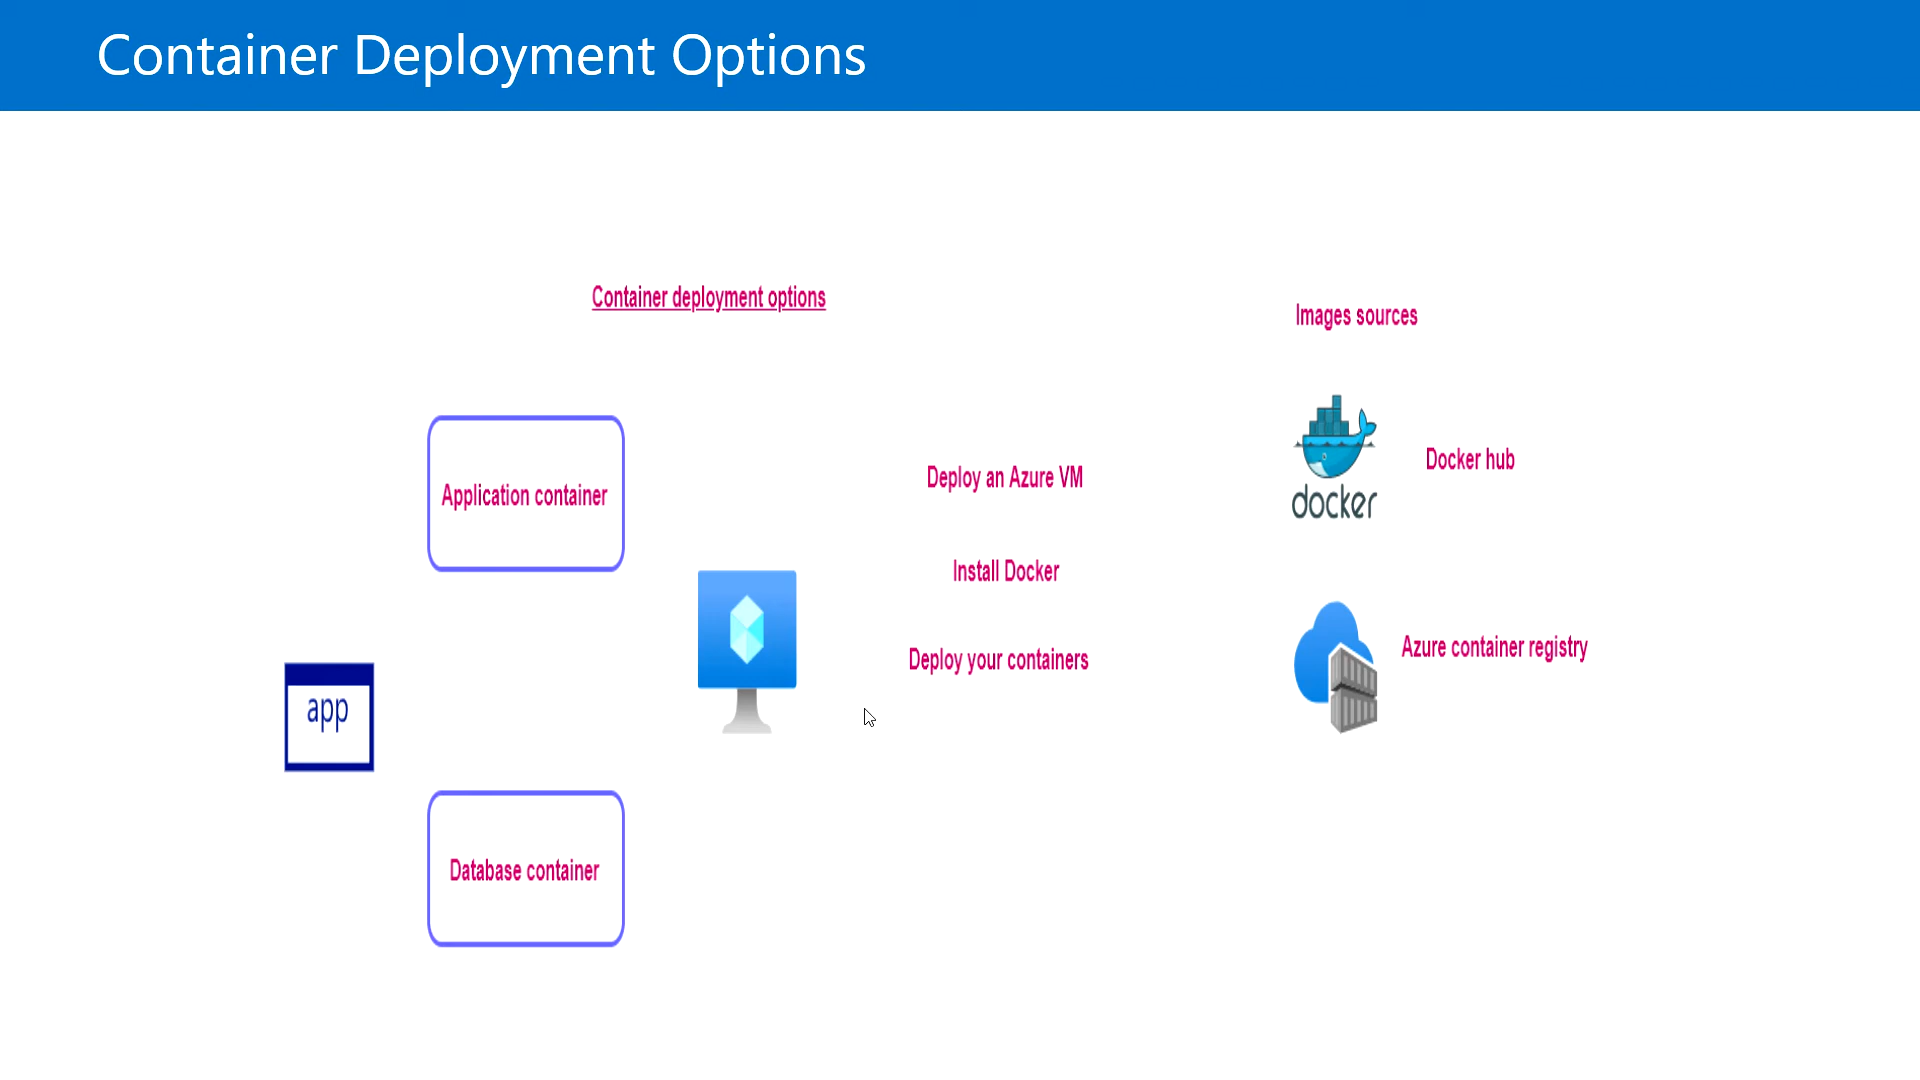 Container Deployment Options
Container deployment options
Images sources
Application container
Deploy an Azure VM
Docker hub
docker
Install Docker
Deploy your containers
Azure container registry
app
Database container